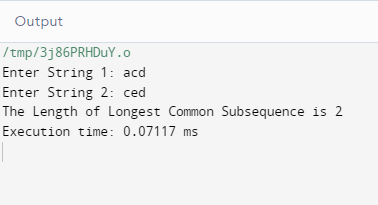 Output
/tmp/3j86PRHDuY.o
Enter String 1: acd
Enter String 2: ced
The Length of Longest Common Subsequence is 2
Execution time: 0.07117 ms